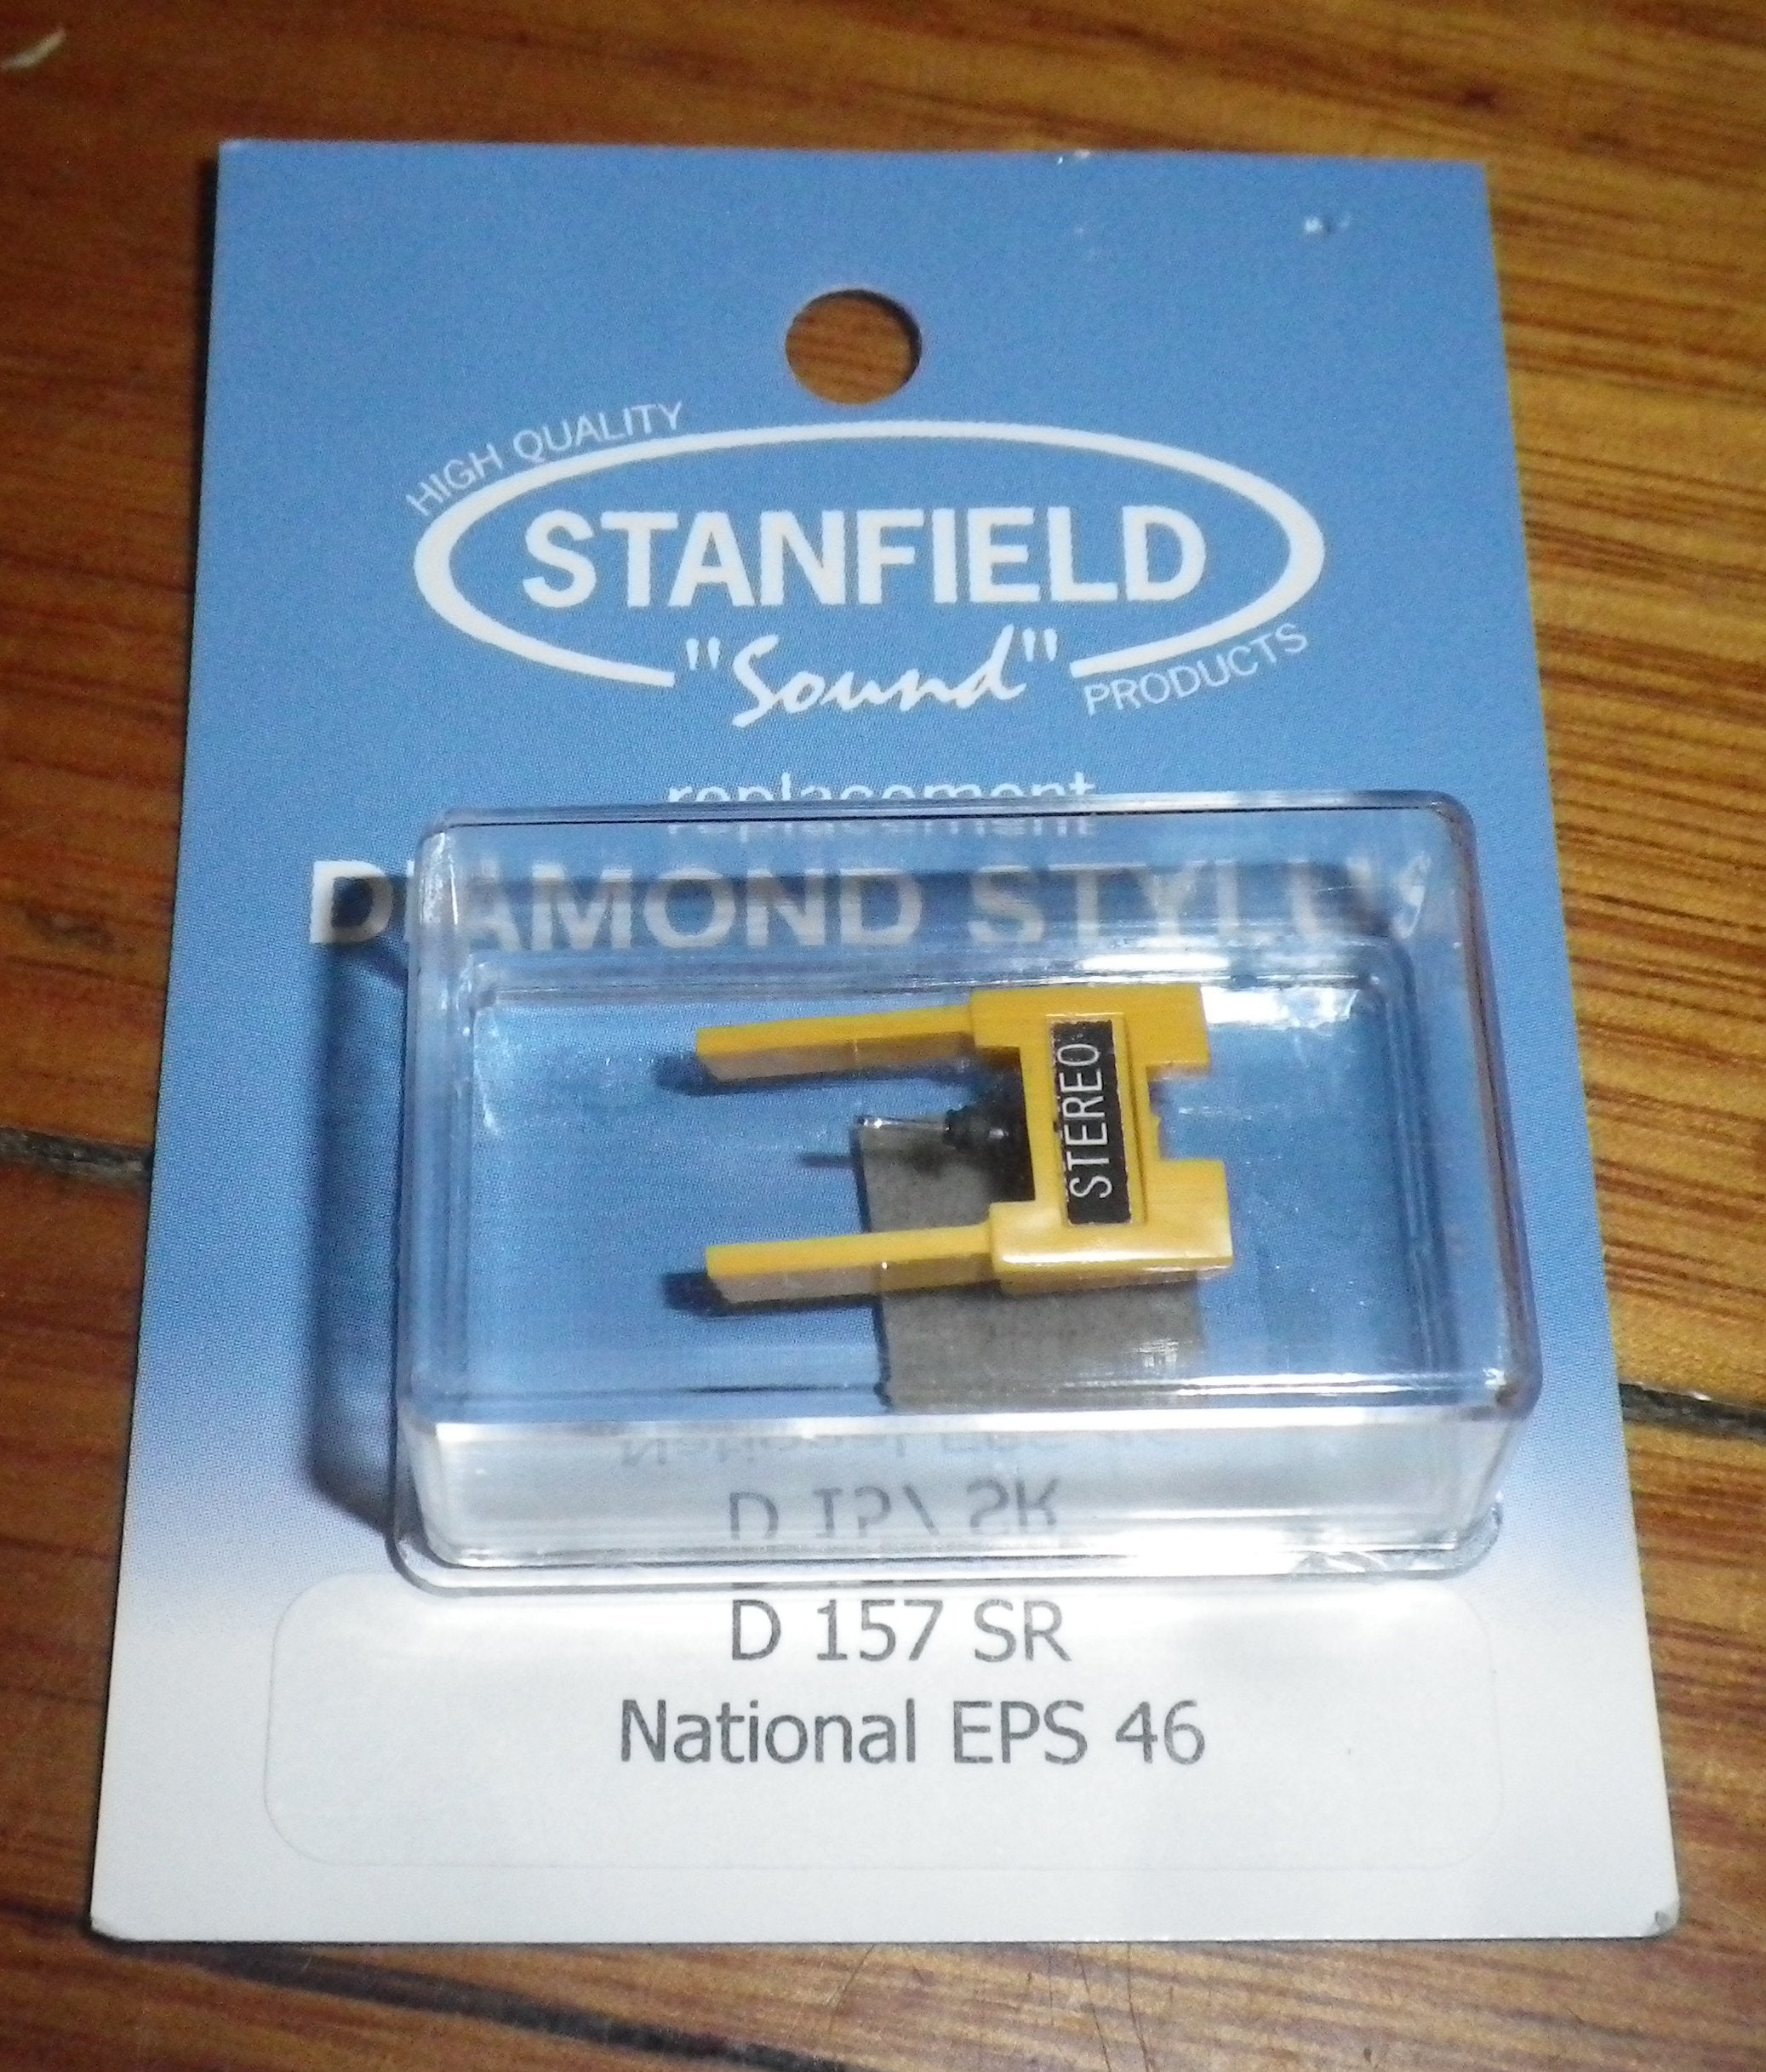 HIGH QUALITY
STANFIELD
"Sound"
PRODUCTS
replacement
DIAMOND STYLUS
STEREO
D 157 SR
National EPS 46